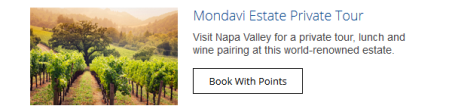 Mondavi Estate Private Tour
Visit Napa Valley for a private tour, lunch and
wine pairing at this world-renowned estate.
Book With Points